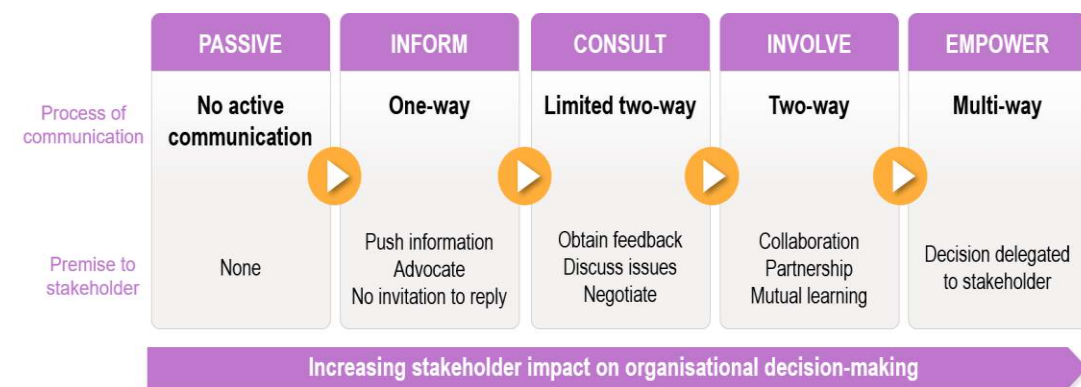 PASSIVE
INFORM
CONSULT
INVOLVE
EMPOWER
Process of
communication
No active
communication
One-way
Limited two-way
Two-way
Multi-way
Premise to
stakeholder
None
Push information
Advocate
No invitation to reply
Obtain feedback
Discuss issues
Negotiate
Collaboration
Partnership
Mutual learning
Decision delegated
to stakeholder
Increasing stakeholder impact on organisational decision-making